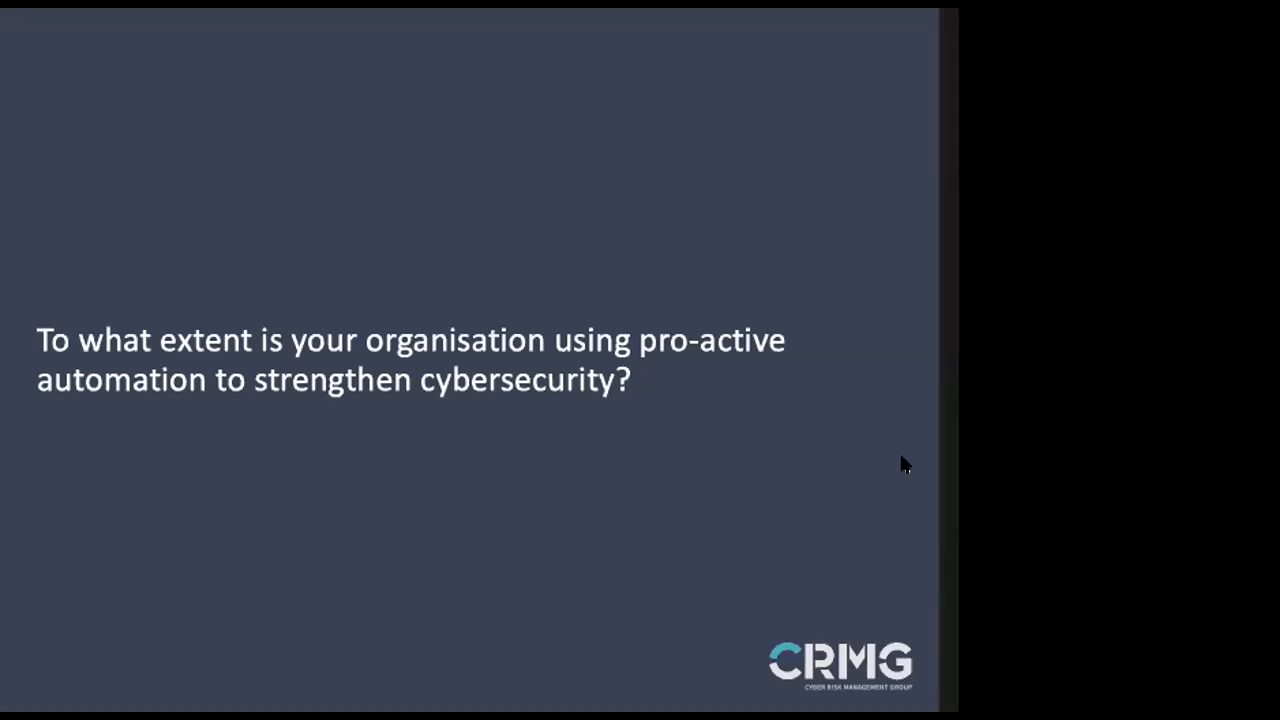 To what extent is your organisation using pro-active
automation to strengthen cybersecurity?
CRMG
CYBER RISK MANAGEMENT GROUP